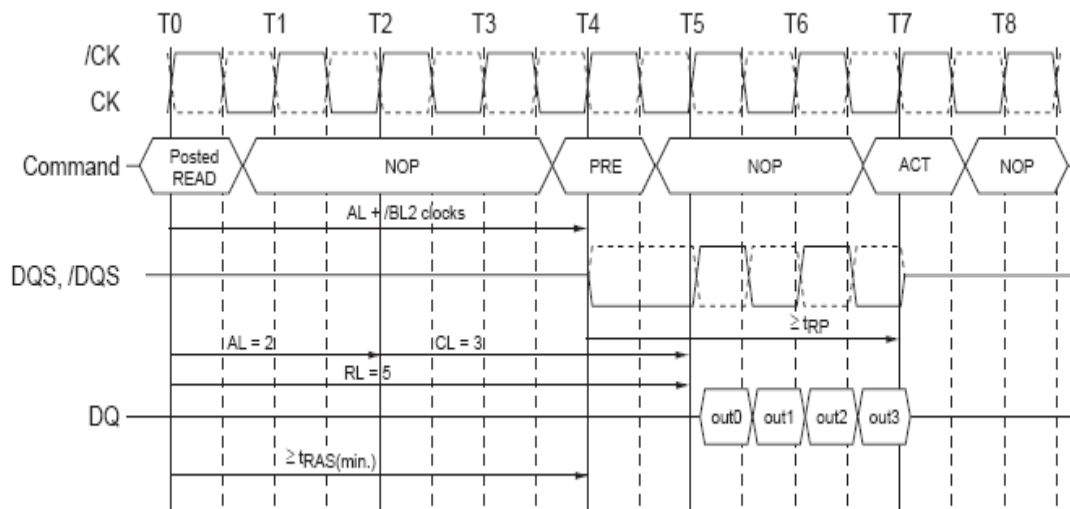 T0 T1 T2 T3 T4 T5 T6 T7 T8
/CK
CK
Command
Posted
READ
NOP
PRE
NOP
ACT
NOP
AL + /BL2 clocks
DQS, /DQS
≥ tRP
AL = 2
CL = 3
RL = 5
DQ
out0
out1
out2
out3
≥ tRAS(min.)